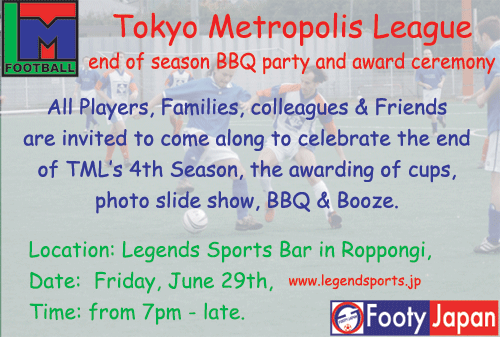 Tokyo Metropolis League
end of season BBQ party and award ceremony
TM
FOOTBALL
All Players, Families, colleagues & Friends
are invited to come along to celebrate the end
of TML's 4th Season, the awarding of cups,
photo slide show, BBQ & Booze.
Location: Legends Sports Bar in Roppongi,
Date: Friday, June 29th, www.legendsports.jp
Time: from 7pm - late.
Footy Japan